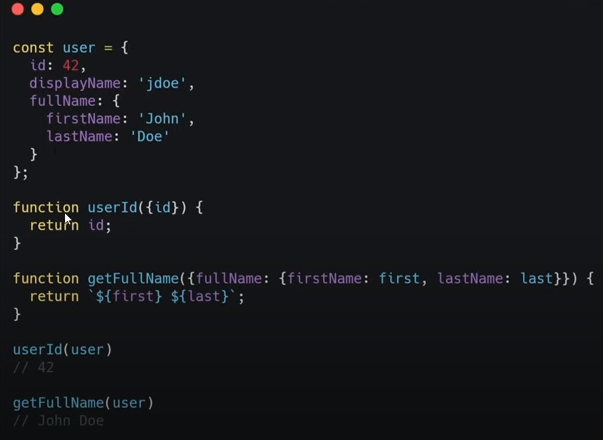 const user = {
  id: 42,
  displayName: 'jdoe',
  fullName: {
    firstName: 'John',
    lastName: 'Doe'
  }
};

function userId({id}) {
  return id;
}

function getFullName({fullName: {firstName: first, lastName: last}}) {
  return `${first} ${last}`;
}

userId(user)
// 42

getFullName(user)
// John Doe